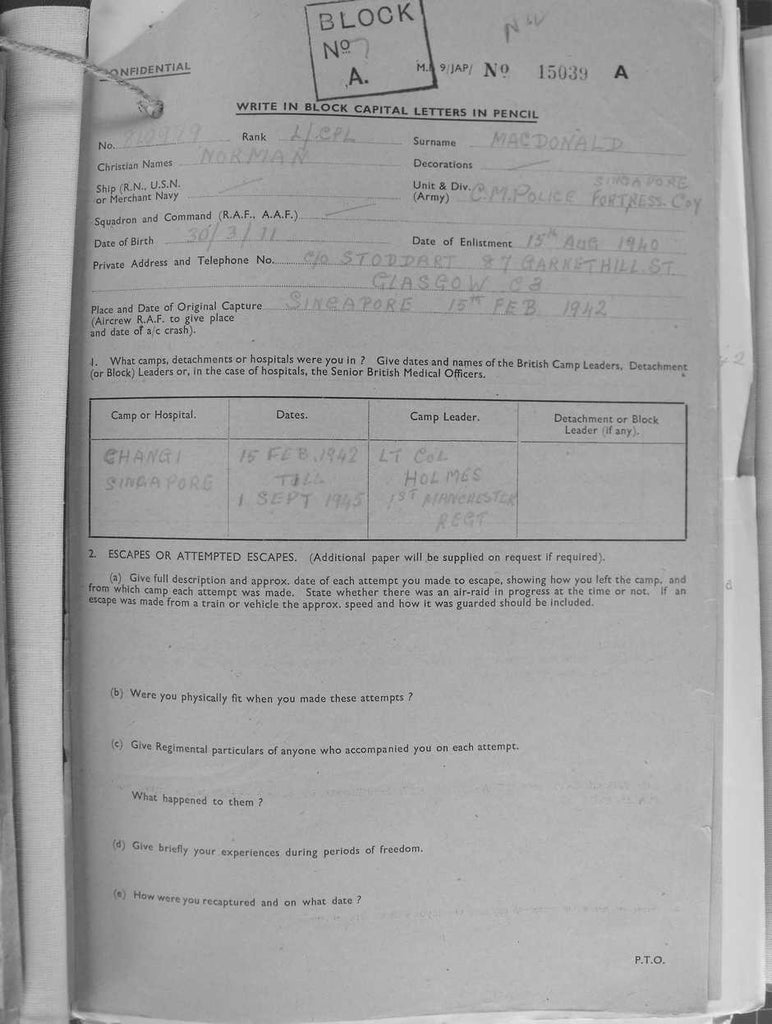 BLOCK
Nº 7
A.
CONFIDENTIAL
M.I. 9/JAP/ Nº 15039 A
WRITE IN BLOCK CAPITAL LETTERS IN PENCIL
No. Rank L/CPL Surname MACDONALD
Christian Names NORMAN Decorations
Ship (R.N., U.S.N. or Merchant Navy
Unit & Div. (Army) C.M.POLICE SINGAPORE FORTRESS. COY
Squadron and Command (R.A.F., A.A.F.)
Date of Birth 30/3/11 Date of Enlistment 15TH AUG 1940
Private Address and Telephone No. C/O STODDART 87 GARNETHILL ST
GLASGOW C3
Place and Date of Original Capture SINGAPORE 15TH FEB 1942
(Aircrew R.A.F. to give place
and date of a/c crash).
1. What camps, detachments or hospitals were you in ? Give dates and names of the British Camp Leaders, Detachment
(or Block) Leaders or, in the case of hospitals, the Senior British Medical Officers.
Camp or Hospital. Dates. Camp Leader. Detachment or Block
Leader (if any).
CHANGI 15 FEB.1942 LT COL
SINGAPORE TILL HOLMES
1 SEPT 1945 1ST MANCHESTER
REGT
2. ESCAPES OR ATTEMPTED ESCAPES. (Additional paper will be supplied on request if required).
(a) Give full description and approx. date of each attempt you made to escape, showing how you left the camp, and
from which camp each attempt was made. State whether there was an air-raid in progress at the time or not. If an
escape was made from a train or vehicle the approx. speed and how it was guarded should be included.
(b) Were you physically fit when you made these attempts ?
(c) Give Regimental particulars of anyone who accompanied you on each attempt.
What happened to them ?
(d) Give briefly your experiences during periods of freedom.
(e) How were you recaptured and on what date ?
P.T.O.